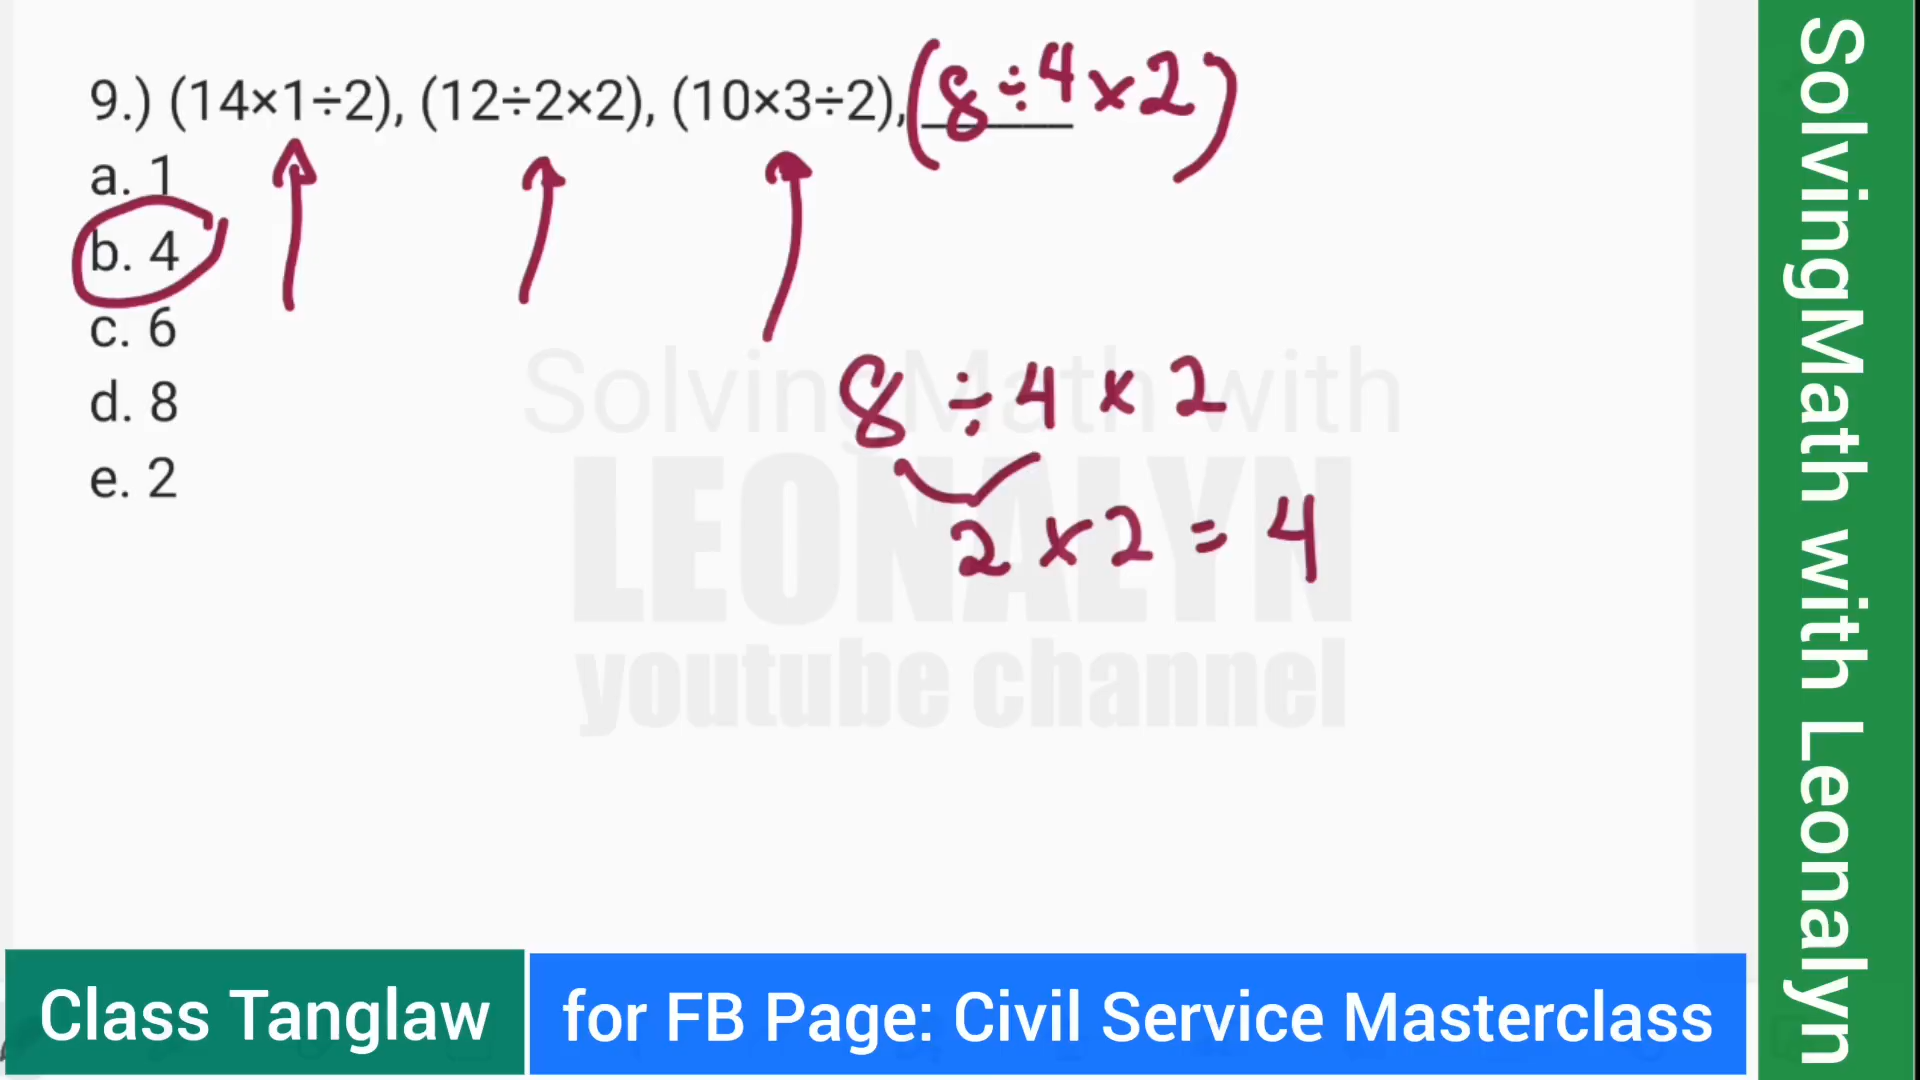 9.) (14×1÷2), (12÷2×2), (10×3÷2),(8÷4×2)
a. 1
b. 4
c. 6
d. 8
e. 2
8 ÷ 4 × 2
2 × 2 = 4
Solving Math with
LEONALYN
youtube channel
Class Tanglaw
for FB Page: Civil Service Masterclass
SolvingMath with Leonalyn